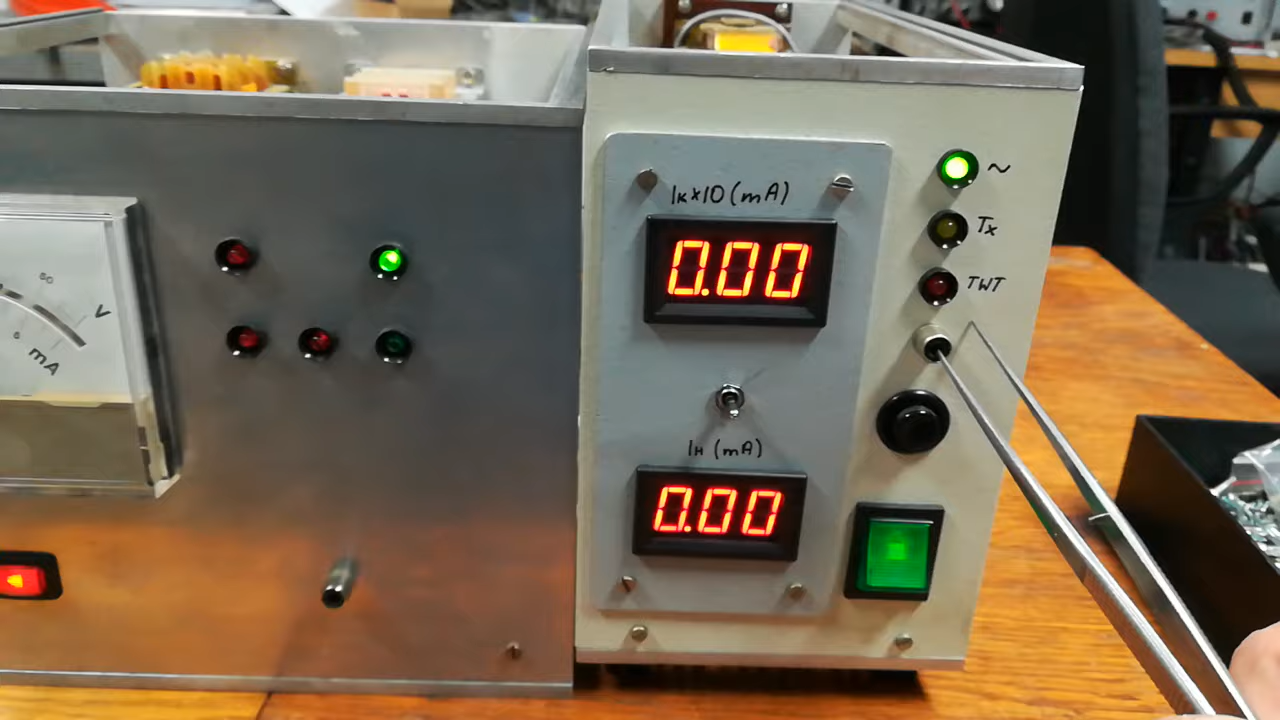 Iк×10 (mA)
0.00
Iн (mA)
0.00
~
Tx
TWT
V
mA